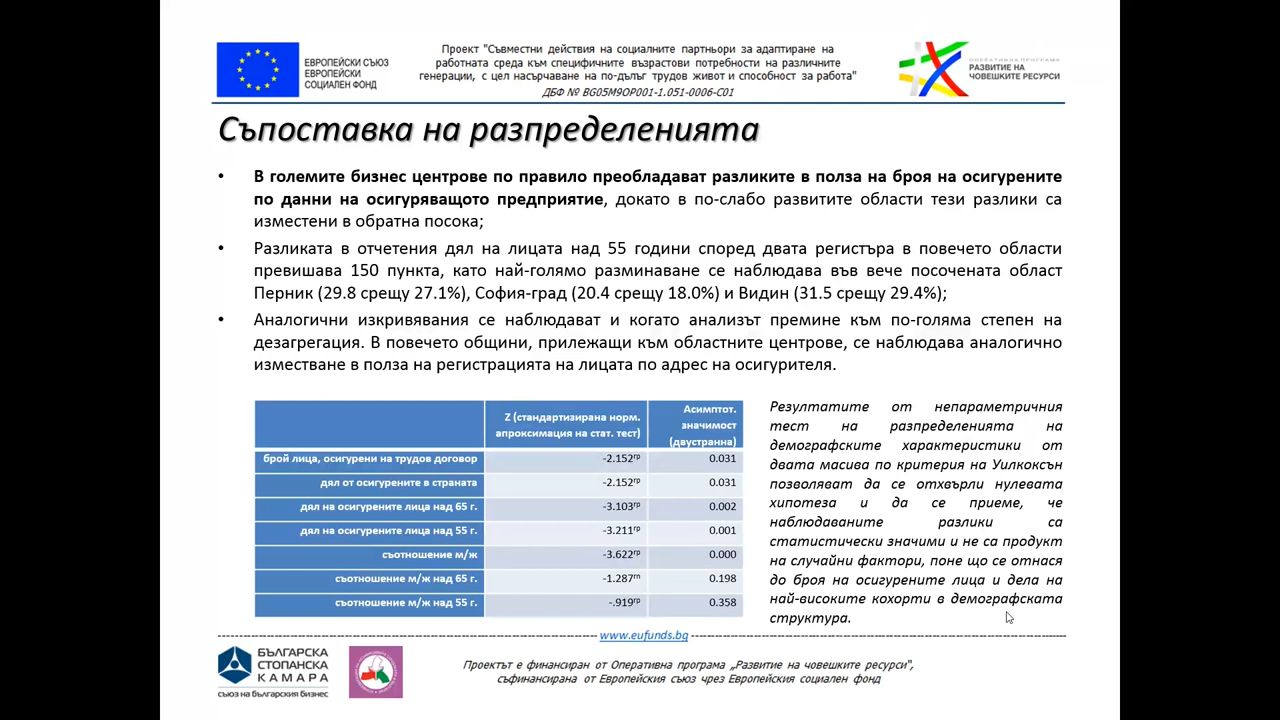 ЕВРОПЕЙСКИ СЪЮЗ
ЕВРОПЕЙСКИ
СОЦИАЛЕН ФОНД
Проект "Съвместни действия на социалните партньори за адаптиране на
работната среда към специфичните възрастови потребности на различните
генерации, с цел насърчаване на по-дълъг трудов живот и способност за работа"
ДБФ № BG05M9OP001-1.051-0006-C01
ОПЕРАТИВНА ПРОГРАМА
РАЗВИТИЕ НА
ЧОВЕШКИТЕ РЕСУРСИ
Съпоставка на разпределенията
• В големите бизнес центрове по правило преобладават разликите в полза на броя на осигурените
по данни на осигуряващото предприятие, докато в по-слабо развитите области тези разлики са
изместени в обратна посока;
• Разликата в отчетения дял на лицата над 55 години според двата регистъра в повечето области
превишава 150 пункта, като най-голямо разминаване се наблюдава във вече посочената област
Перник (29.8 срещу 27.1%), София-град (20.4 срещу 18.0%) и Видин (31.5 срещу 29.4%);
• Аналогични изкривявания се наблюдават и когато анализът премине към по-голяма степен на
дезагрегация. В повечето общини, прилежащи към областните центрове, се наблюдава аналогично
изместване в полза на регистрацията на лицата по адрес на осигурителя.
Z (стандартизирана норм.
апроксимация на стат. тест)
Асимптот.
значимост
(двустранна)
брой лица, осигурени на трудов договор -2.152гр 0.031
дял от осигурените в страната -2.152гр 0.031
дял на осигурените лица над 65 г. -3.103гр 0.002
дял на осигурените лица над 55 г. -3.211гр 0.001
съотношение м/ж -3.622гр 0.000
съотношение м/ж над 65 г. -1.287гп 0.198
съотношение м/ж над 55 г. -.919гр 0.358
Резултатите от непараметричния
тест на разпределенията на
демографските характеристики от
двата масива по критерия на Уилкоксън
позволяват да се отхвърли нулевата
хипотеза и да се приеме, че
наблюдаваните разлики са
статистически значими и не са продукт
на случайни фактори, поне що се отнася
до броя на осигурените лица и дела на
най-високите кохорти в демографската
структура.
www.eufunds.bg
БЪЛГАРСКА
СТОПАНСКА
КАМАРА
СЪЮЗ НА БЪЛГАРСКИЯ БИЗНЕС
Проектът е финансиран от Оперативна програма „Развитие на човешките ресурси",
съфинансирана от Европейския съюз чрез Европейския социален фонд